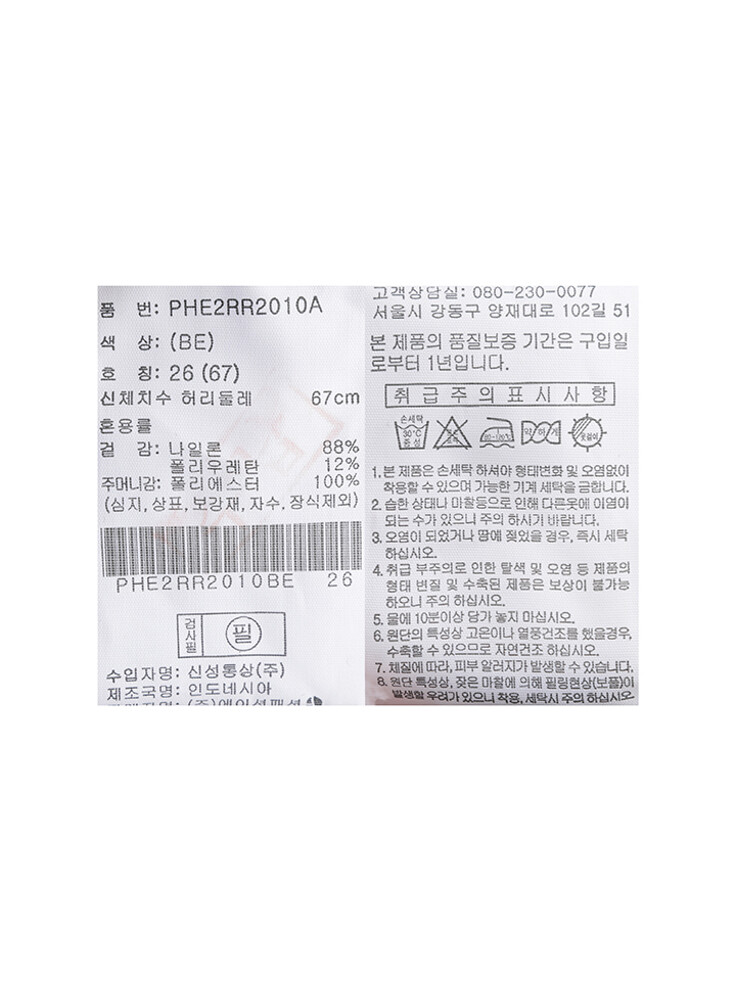 품 번: PHE2RR2010A
색 상: (BE)
호 칭: 26 (67)
신체치수 허리둘레 67cm
혼용률
겉 감: 나일론 88%
폴리우레탄 12%
주머니감: 폴리에스터 100%
(심지, 상표, 보강재, 자수, 장식제외)
PHE2RR2010BE 26
검사필 필
수입자명: 신성통상(주)
제조국명: 인도네시아
(주)에이션패션
고객상담실: 080-230-0077
서울시 강동구 양재대로 102길 51
본 제품의 품질보증 기간은 구입일
로부터 1년입니다.
취급주의표시사항
손세탁
30℃
중성
80~120℃
약하게
옷걸이
1. 본 제품은 손세탁 하셔야 형태변화 및 오염없이
착용할 수 있으며 가능한 기계 세탁을 금합니다.
2. 습한 상태나 마찰등으로 인해 다른옷에 이염이
되는 수가 있으니 주의 하시기 바랍니다.
3. 오염이 되었거나 땀에 젖었을 경우, 즉시 세탁
하십시오.
4. 취급 부주의로 인한 탈색 및 오염 등 제품의
형태 변질 및 수축된 제품은 보상이 불가능
하오니 주의 하십시오.
5. 물에 10분이상 담가 놓지 마십시오.
6. 원단의 특성상 고온이나 열풍건조를 했을경우,
수축할 수 있으므로 자연건조 하십시오.
7. 체질에 따라, 피부 알러지가 발생할 수 있습니다.
8. 원단 특성상, 잦은 마찰에 의해 필링현상(보풀)이
발생할 우려가 있으니 착용, 세탁시 주의 하십시오